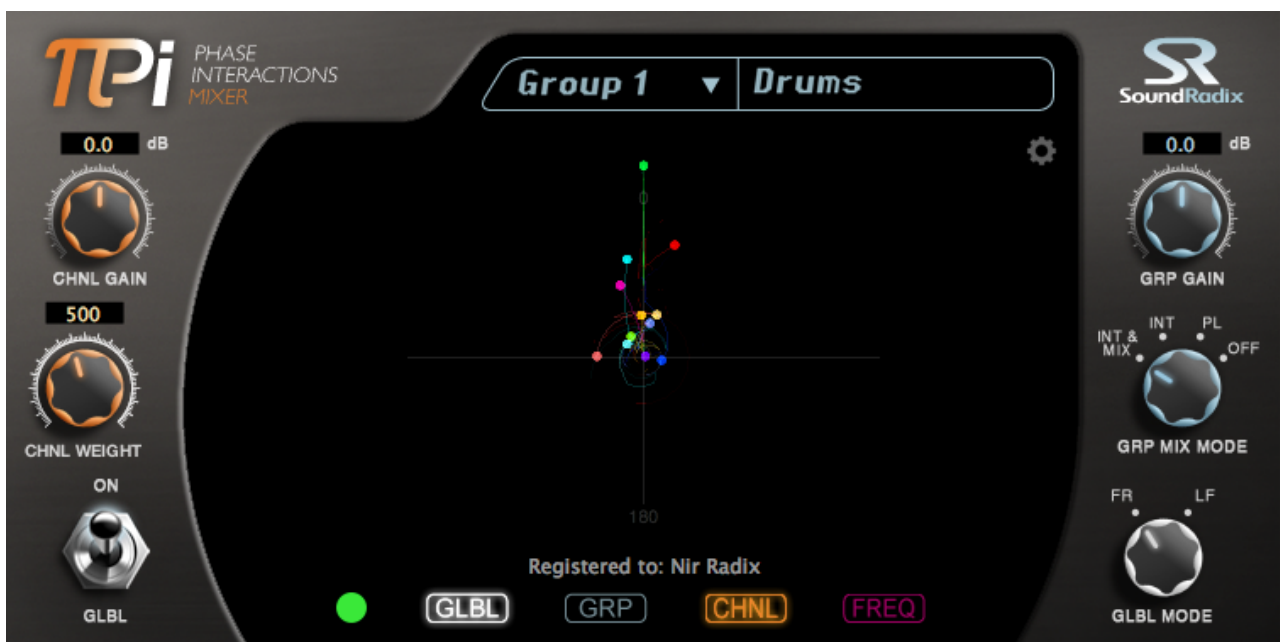 πPi PHASE
INTERACTIONS
MIXER
Group 1 ▼ Drums
SR
SoundRadix
0.0 dB
CHNL GAIN
500
CHNL WEIGHT
ON
GLBL
0
180
Registered to: Nir Radix
GLBL GRP CHNL FREQ
0.0 dB
GRP GAIN
INT & MIX INT PL OFF
GRP MIX MODE
FR LF
GLBL MODE